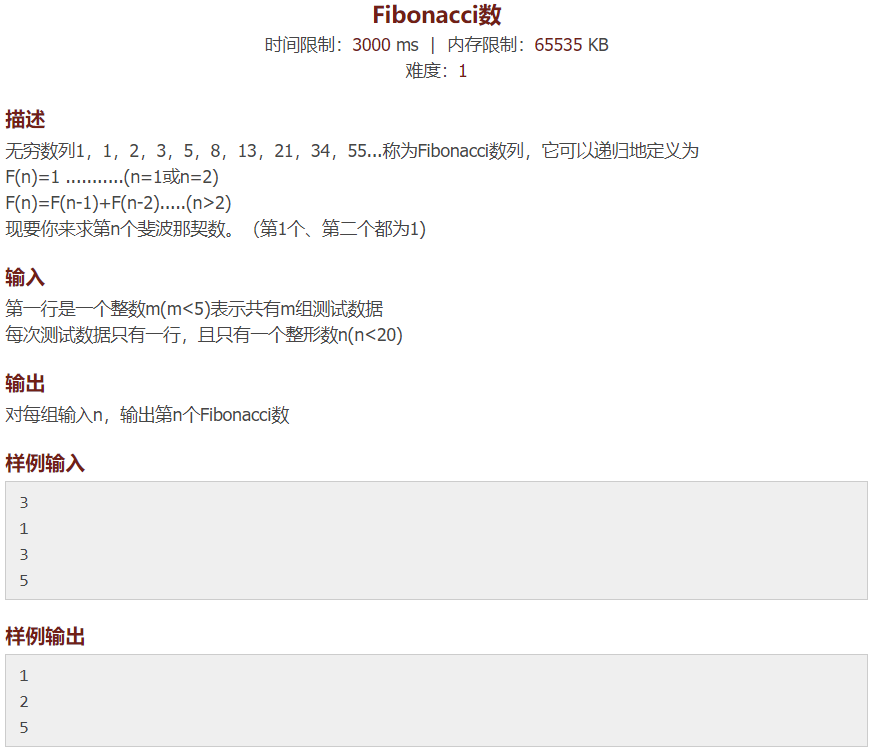 Fibonacci数
时间限制：3000 ms | 内存限制：65535 KB
难度：1
描述
无穷数列1，1，2，3，5，8，13，21，34，55...称为Fibonacci数列，它可以递归地定义为
F(n)=1 ...........(n=1或n=2)
F(n)=F(n-1)+F(n-2).....(n>2)
现要你来求第n个斐波那契数。（第1个、第二个都为1)
输入
第一行是一个整数m(m<5)表示共有m组测试数据
每次测试数据只有一行，且只有一个整形数n(n<20)
输出
对每组输入n，输出第n个Fibonacci数
样例输入
3
1
3
5
样例输出
1
2
5